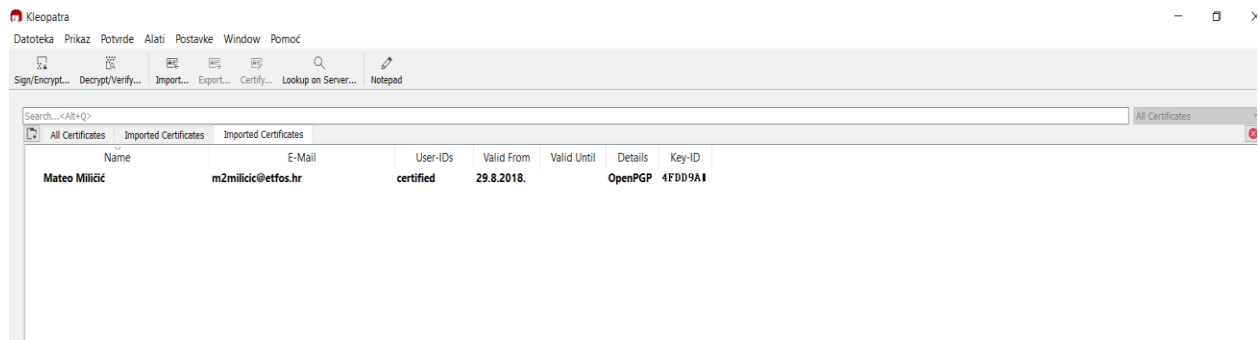 Kleopatra
Datoteka Prikaz Potvrde Alati Postavke Window Pomoć
Sign/Encrypt... Decrypt/Verify... Import... Export... Certify... Lookup on Server... Notepad
Search...<Alt+Q> All Certificates
All Certificates Imported Certificates Imported Certificates
Name E-Mail User-IDs Valid From Valid Until Details Key-ID
Mateo Miličić m2milicic@etfos.hr certified 29.8.2018. OpenPGP